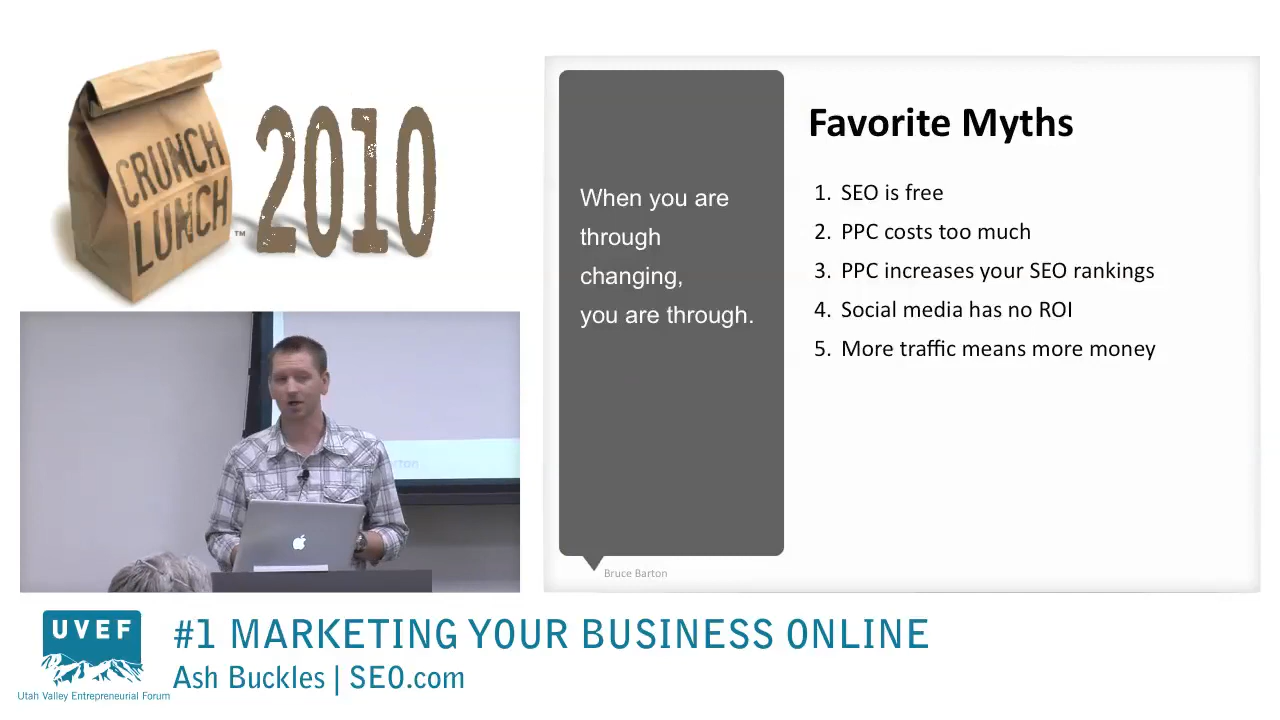 CRUNCH
LUNCH
™
2010
When you are
through
changing,
you are through.
Bruce Barton
Favorite Myths
1. SEO is free
2. PPC costs too much
3. PPC increases your SEO rankings
4. Social media has no ROI
5. More traffic means more money
UVEF
Utah Valley Entrepreneurial Forum
#1 MARKETING YOUR BUSINESS ONLINE
Ash Buckles | SEO.com